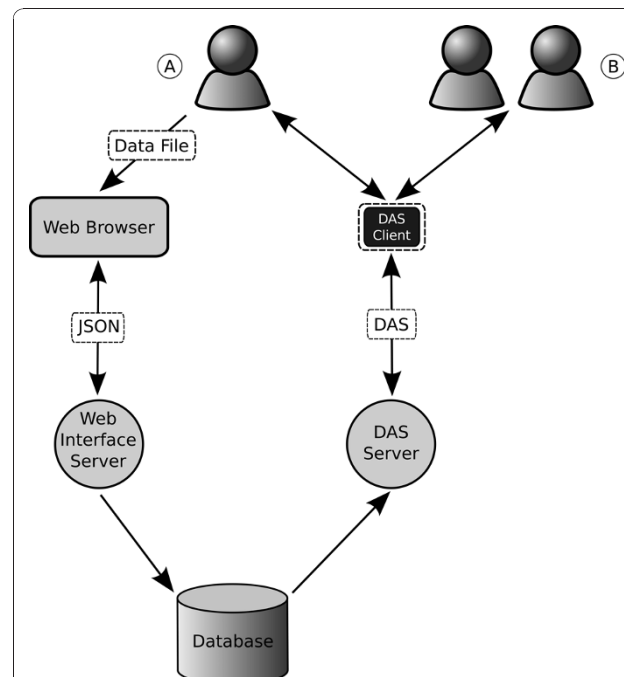 A
B
Data File
Web Browser
DAS
Client
JSON
DAS
Web
Interface
Server
DAS
Server
Database